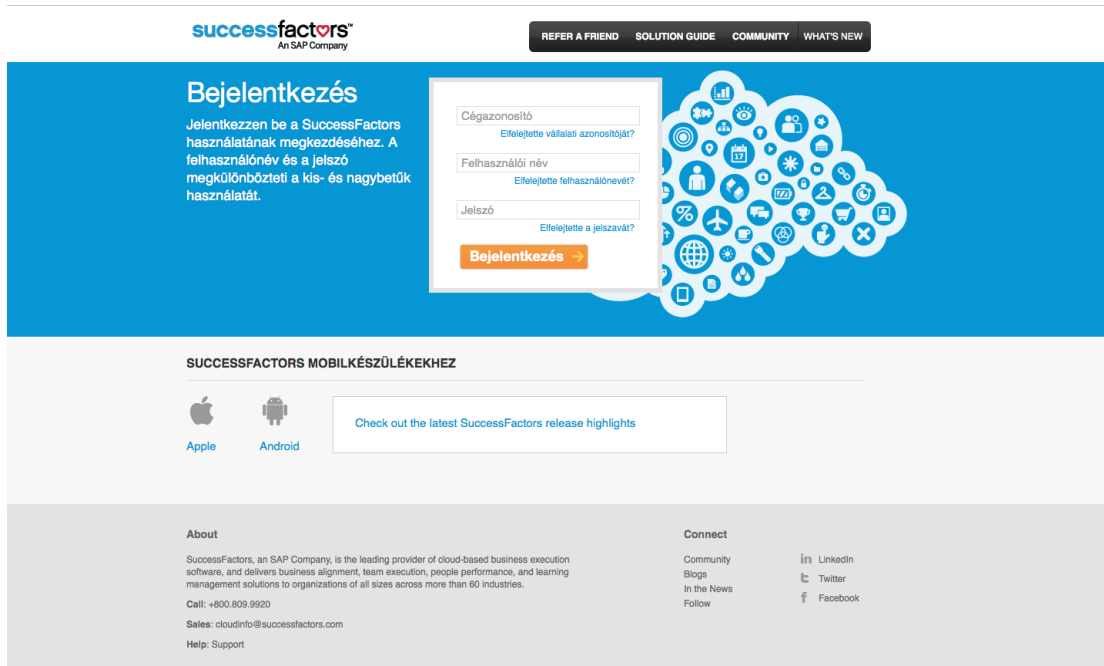 successfactors™
An SAP Company
REFER A FRIEND SOLUTION GUIDE COMMUNITY WHAT'S NEW
Bejelentkezés
Jelentkezzen be a SuccessFactors
használatának megkezdéséhez. A
felhasználónév és a jelszó
megkülönbözteti a kis- és nagybetűk
használatát.
Cégazonosító
Elfelejtette vállalati azonosítóját?
Felhasználói név
Elfelejtette felhasználónevét?
Jelszó
Elfelejtette a jelszavát?
Bejelentkezés
17
SUCCESSFACTORS MOBILKÉSZÜLÉKEKHEZ
Apple
Android
Check out the latest SuccessFactors release highlights
About
SuccessFactors, an SAP Company, is the leading provider of cloud-based business execution
software, and delivers business alignment, team execution, people performance, and learning
management solutions to organizations of all sizes across more than 60 industries.
Call: +800.809.9920
Sales: cloudinfo@successfactors.com
Help: Support
Connect
Community
Blogs
In the News
Follow
LinkedIn
Twitter
Facebook